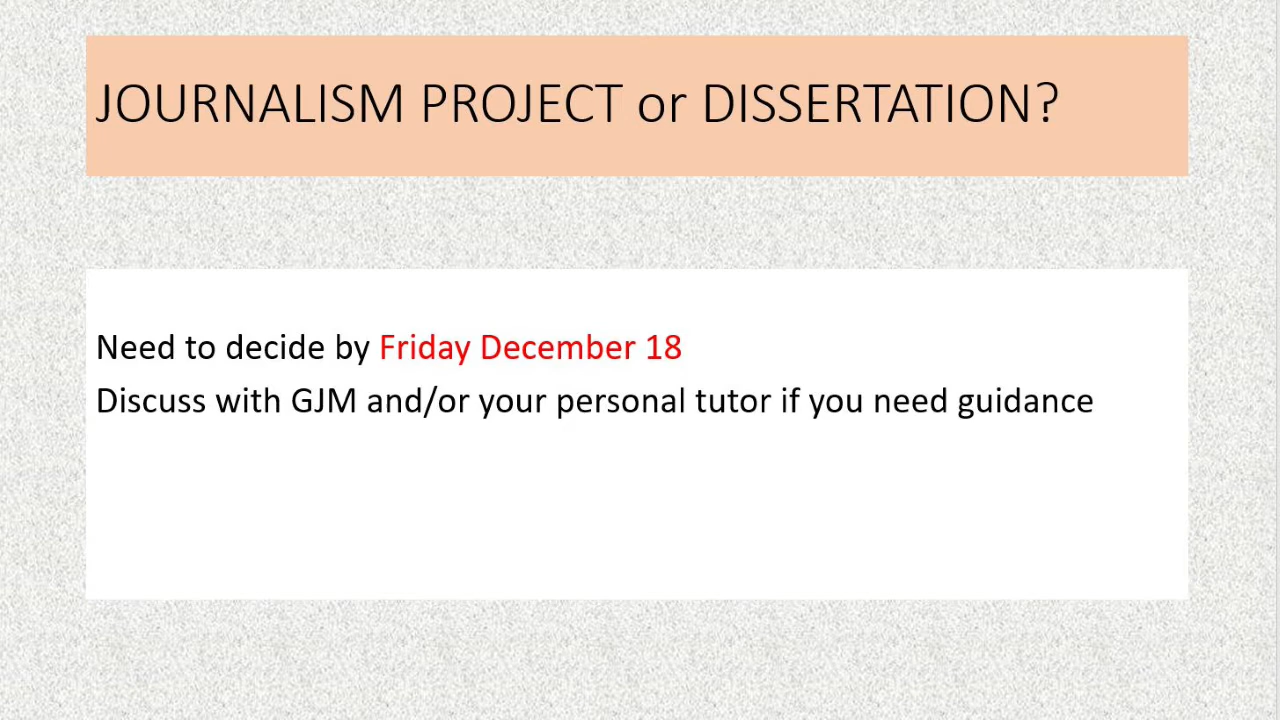 JOURNALISM PROJECT or DISSERTATION?
Need to decide by Friday December 18
Discuss with GJM and/or your personal tutor if you need guidance